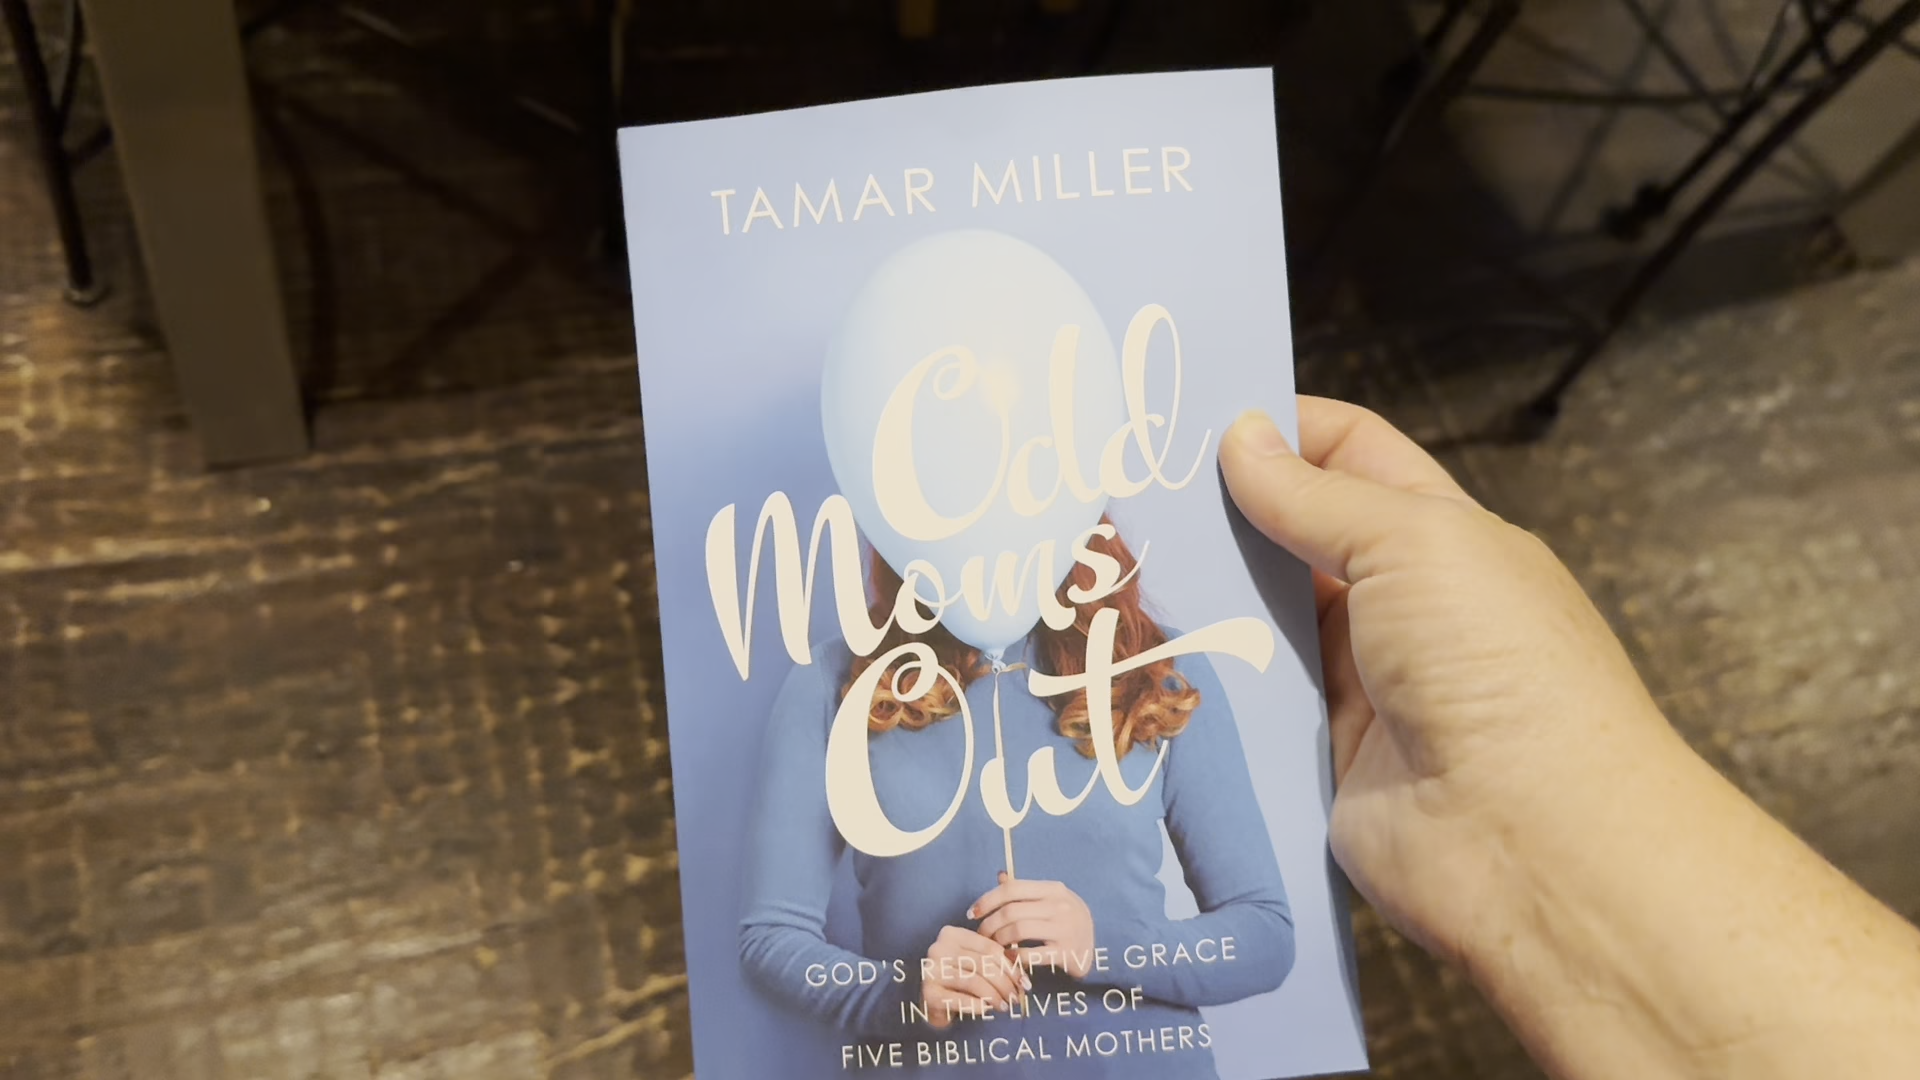 TAMAR MILLER
Odd
Moms
Out
GOD'S REDEMPTIVE GRACE
IN THE LIVES OF
FIVE BIBLICAL MOTHERS